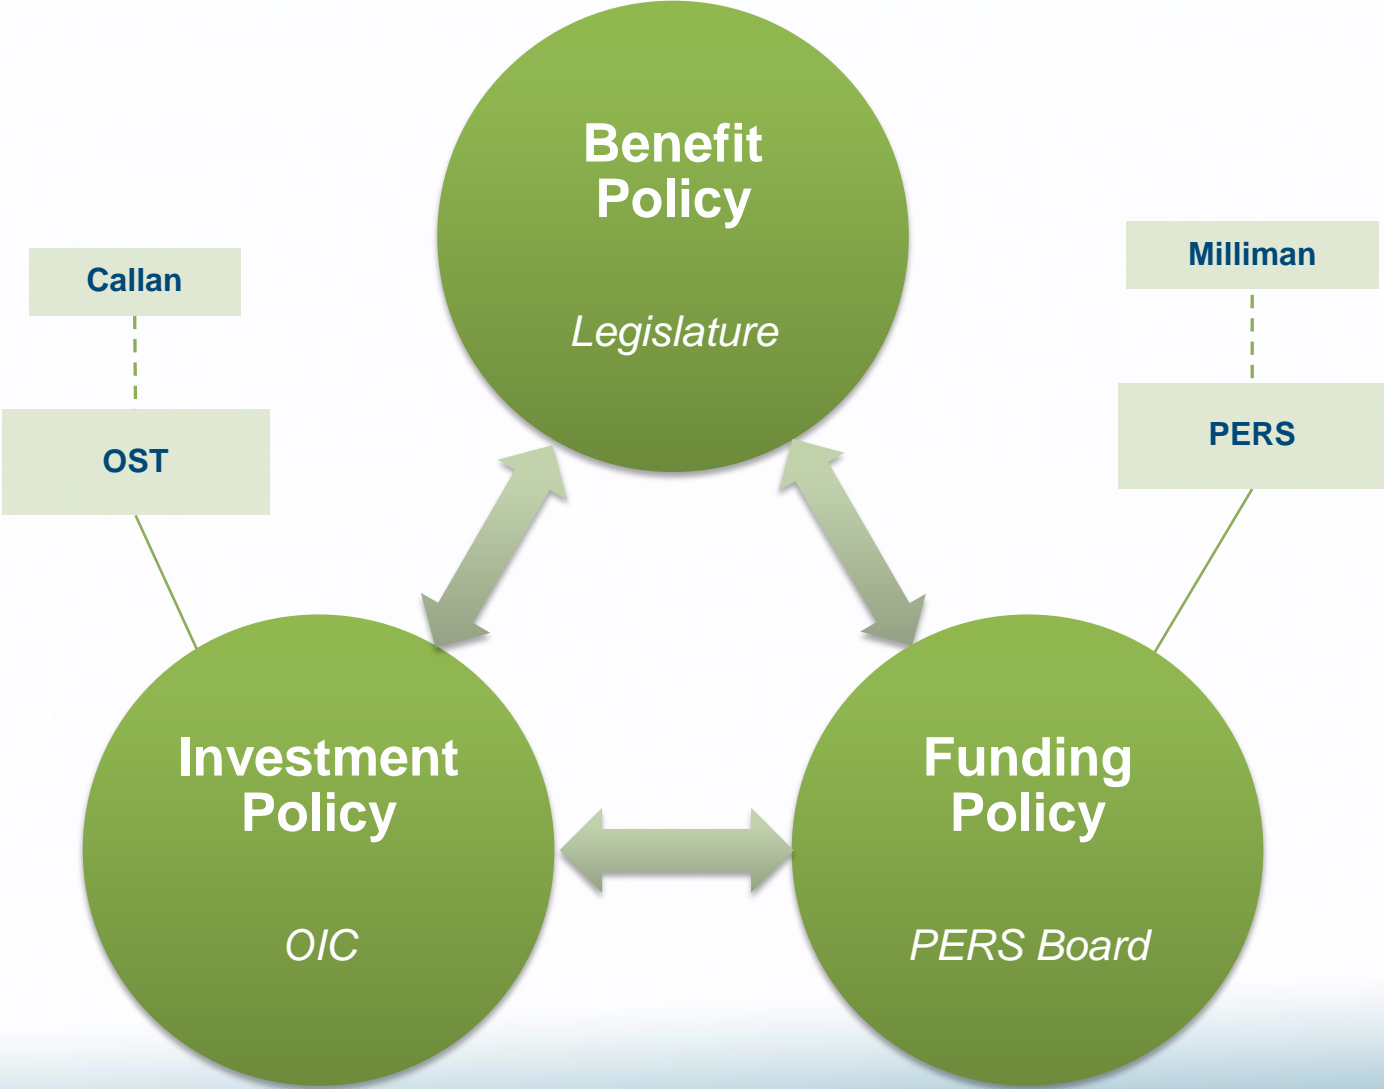 Benefit
Policy
Legislature
Callan
OST
Milliman
PERS
Investment
Policy
OIC
Funding
Policy
PERS Board